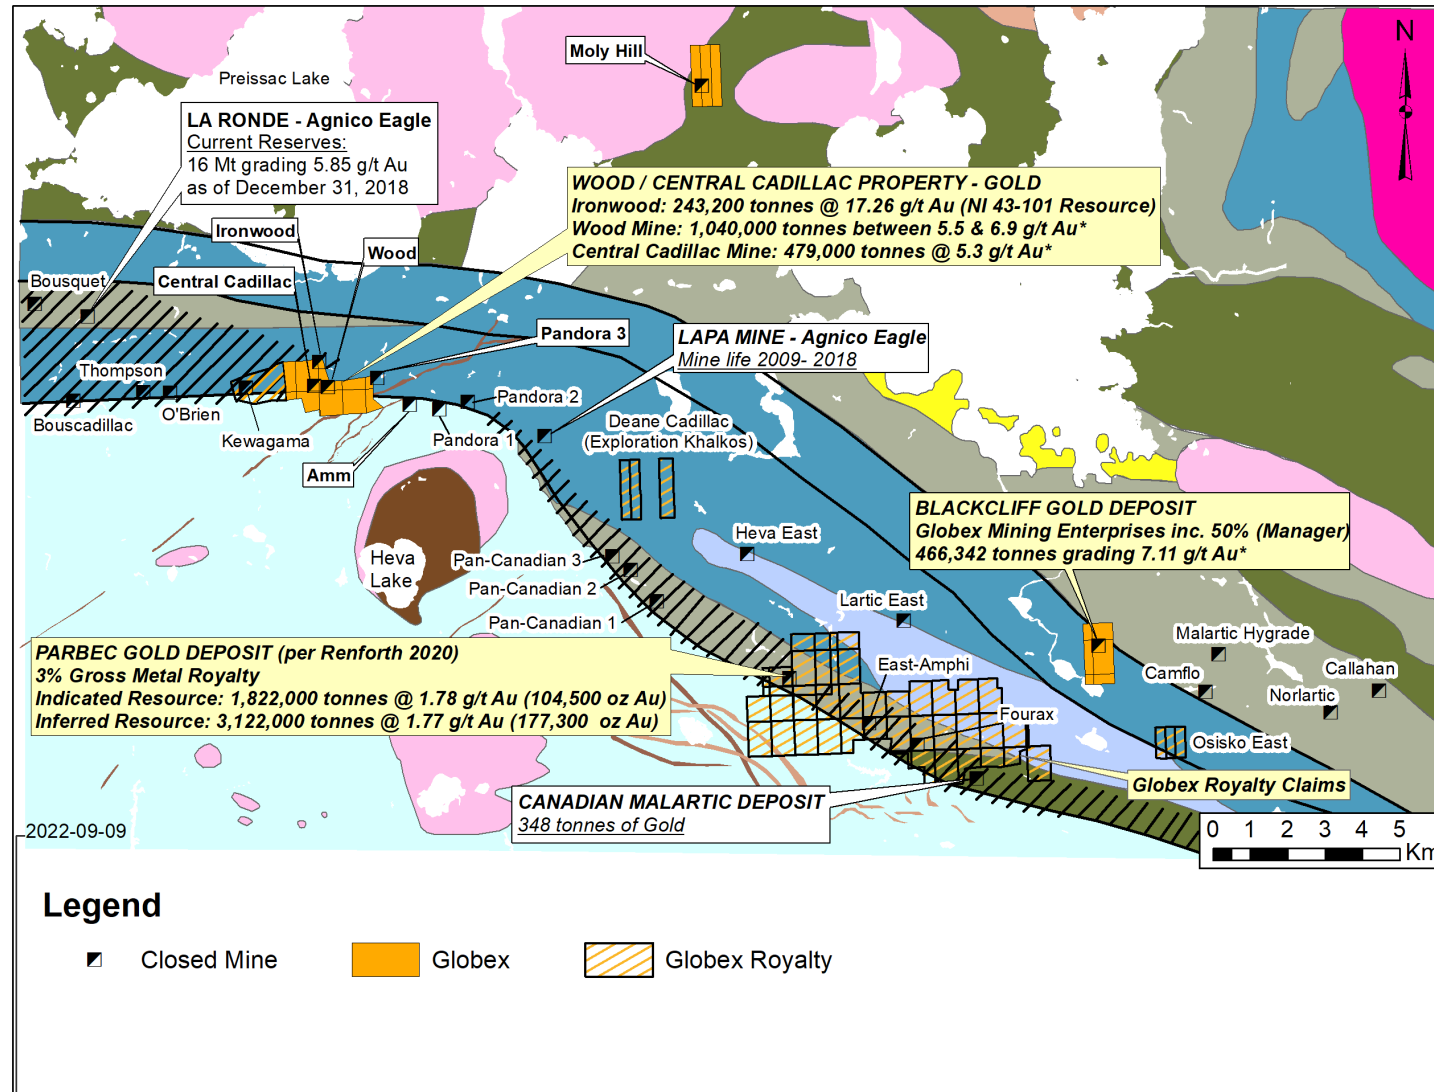 Moly Hill
N
Preissac Lake
LA RONDE - Agnico Eagle
Current Reserves:
16 Mt grading 5.85 g/t Au
as of December 31, 2018
WOOD / CENTRAL CADILLAC PROPERTY - GOLD
Ironwood: 243,200 tonnes @ 17.26 g/t Au (NI 43-101 Resource)
Wood Mine: 1,040,000 tonnes between 5.5 & 6.9 g/t Au*
Central Cadillac Mine: 479,000 tonnes @ 5.3 g/t Au*
Ironwood
Wood
Bousquet
Central Cadillac
Pandora 3
LAPA MINE - Agnico Eagle
Mine life 2009- 2018
Thompson
O'Brien
Bouscadillac
Kewagama
Pandora 2
Pandora 1
Amm
Deane Cadillac
(Exploration Khalkos)
BLACKCLIFF GOLD DEPOSIT
Globex Mining Enterprises inc. 50% (Manager)
466,342 tonnes grading 7.11 g/t Au*
Heva East
Heva
Lake
Pan-Canadian 3
Pan-Canadian 2
Pan-Canadian 1
Lartic East
Malartic Hygrade
Camflo
Callahan
Norlartic
PARBEC GOLD DEPOSIT (per Renforth 2020)
3% Gross Metal Royalty
Indicated Resource: 1,822,000 tonnes @ 1.78 g/t Au (104,500 oz Au)
Inferred Resource: 3,122,000 tonnes @ 1.77 g/t Au (177,300 oz Au)
East-Amphi
Fourax
Osisko East
Globex Royalty Claims
CANADIAN MALARTIC DEPOSIT
348 tonnes of Gold
2022-09-09
0 1 2 3 4 5
Km
Legend
Closed Mine
Globex
Globex Royalty